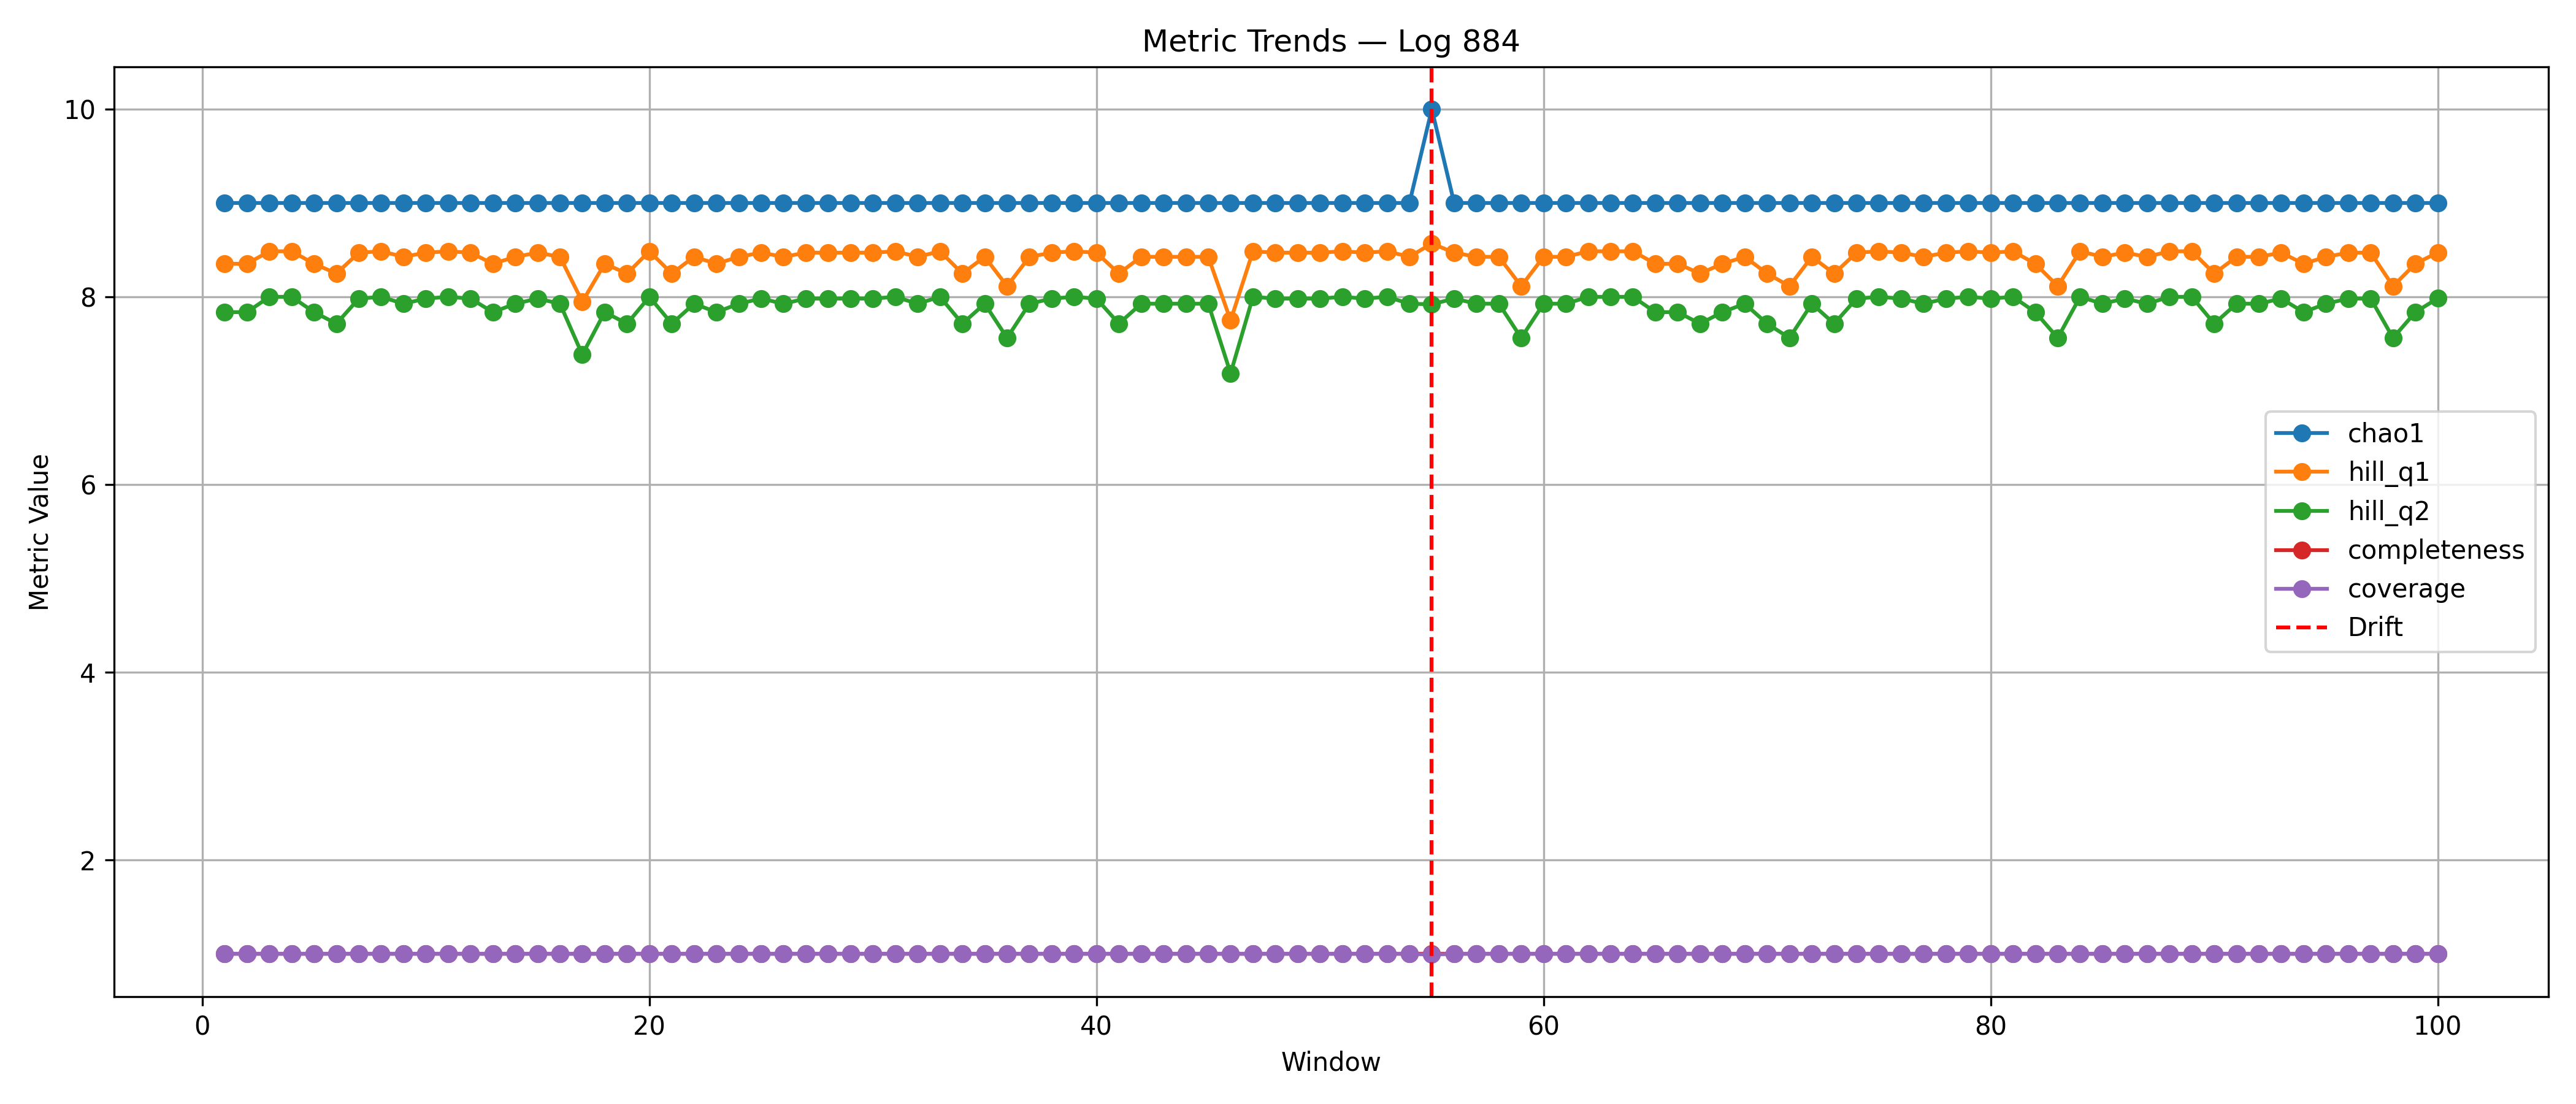 Metric Trends — Log 884
10
8
6
4
2
Metric Value
0
20
40
60
80
100
Window
chao1
hill_q1
hill_q2
completeness
coverage
Drift